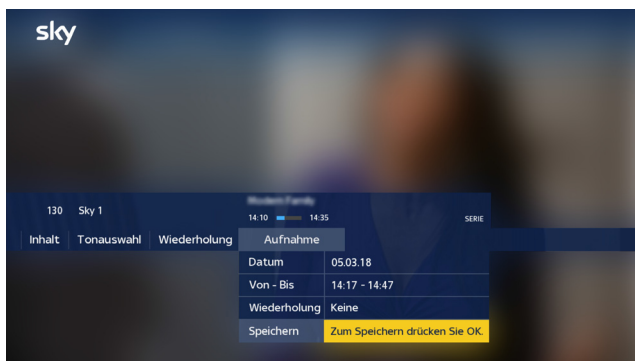 sky
130 Sky 1
14:10 14:35 SERIE
Inhalt Tonauswahl Wiederholung Aufnahme
Datum 05.03.18
Von - Bis 14:17 - 14:47
Wiederholung Keine
Speichern Zum Speichern drücken Sie OK.